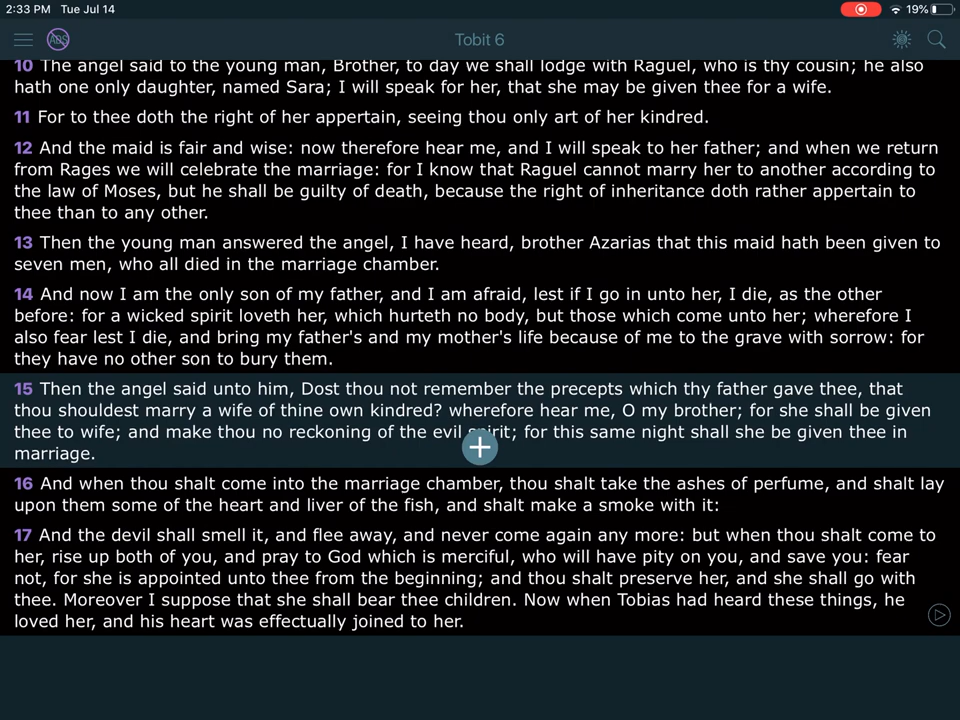 2:33 PM Tue Jul 14 19%
ABS Tobit 6
10 The angel said to the young man, Brother, to day we shall lodge with Raguel, who is thy cousin; he also
hath one only daughter, named Sara; I will speak for her, that she may be given thee for a wife.
11 For to thee doth the right of her appertain, seeing thou only art of her kindred.
12 And the maid is fair and wise: now therefore hear me, and I will speak to her father; and when we return
from Rages we will celebrate the marriage: for I know that Raguel cannot marry her to another according to
the law of Moses, but he shall be guilty of death, because the right of inheritance doth rather appertain to
thee than to any other.
13 Then the young man answered the angel, I have heard, brother Azarias that this maid hath been given to
seven men, who all died in the marriage chamber.
14 And now I am the only son of my father, and I am afraid, lest if I go in unto her, I die, as the other
before: for a wicked spirit loveth her, which hurteth no body, but those which come unto her; wherefore I
also fear lest I die, and bring my father's and my mother's life because of me to the grave with sorrow: for
they have no other son to bury them.
15 Then the angel said unto him, Dost thou not remember the precepts which thy father gave thee, that
thou shouldest marry a wife of thine own kindred? wherefore hear me, O my brother; for she shall be given
thee to wife; and make thou no reckoning of the evil spirit; for this same night shall she be given thee in
marriage.
16 And when thou shalt come into the marriage chamber, thou shalt take the ashes of perfume, and shalt lay
upon them some of the heart and liver of the fish, and shalt make a smoke with it:
17 And the devil shall smell it, and flee away, and never come again any more: but when thou shalt come to
her, rise up both of you, and pray to God which is merciful, who will have pity on you, and save you: fear
not, for she is appointed unto thee from the beginning; and thou shalt preserve her, and she shall go with
thee. Moreover I suppose that she shall bear thee children. Now when Tobias had heard these things, he
loved her, and his heart was effectually joined to her.